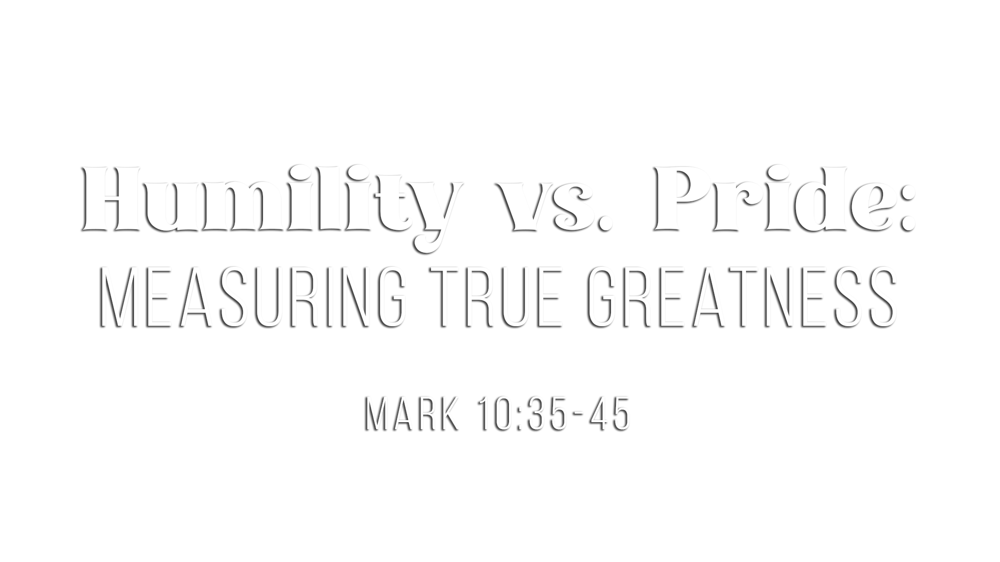 Humility vs. Pride:
MEASURING TRUE GREATNESS
MARK 10:35-45